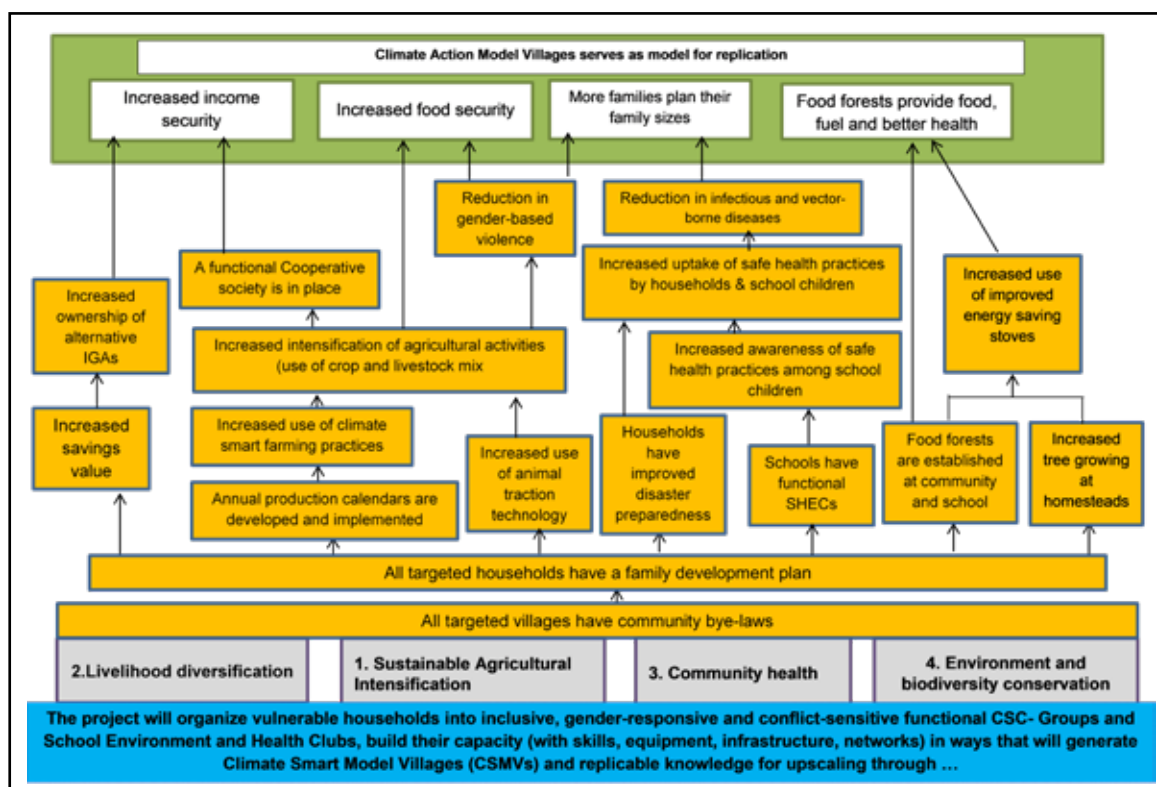 Climate Action Model Villages serves as model for replication
Increased income
security
Increased food security
More families plan their
family sizes
Food forests provide food,
fuel and better health
Reduction in
gender-based
violence
Reduction in infectious and vector-
borne diseases
A functional Cooperative
society is in place
Increased uptake of safe health practices
by households & school children
Increased use
of improved
energy saving
stoves
Increased
ownership of
alternative
IGAs
Increased intensification of agricultural activities
(use of crop and livestock mix
Increased awareness of safe
health practices among school
children
Increased
savings
value
Increased use of climate
smart farming practices
Increased use
of animal
traction
technology
Households
have
improved
disaster
preparedness
Schools have
functional
SHECs
Food forests
are established
at community
and school
Increased
tree growing
at
homesteads
Annual production calendars are
developed and implemented
All targeted households have a family development plan
All targeted villages have community bye-laws
2.Livelihood diversification
1. Sustainable Agricultural
Intensification
3. Community health
4. Environment and
biodiversity conservation
The project will organize vulnerable households into inclusive, gender-responsive and conflict-sensitive functional CSC- Groups and
School Environment and Health Clubs, build their capacity (with skills, equipment, infrastructure, networks) in ways that will generate
Climate Smart Model Villages (CSMVs) and replicable knowledge for upscaling through …